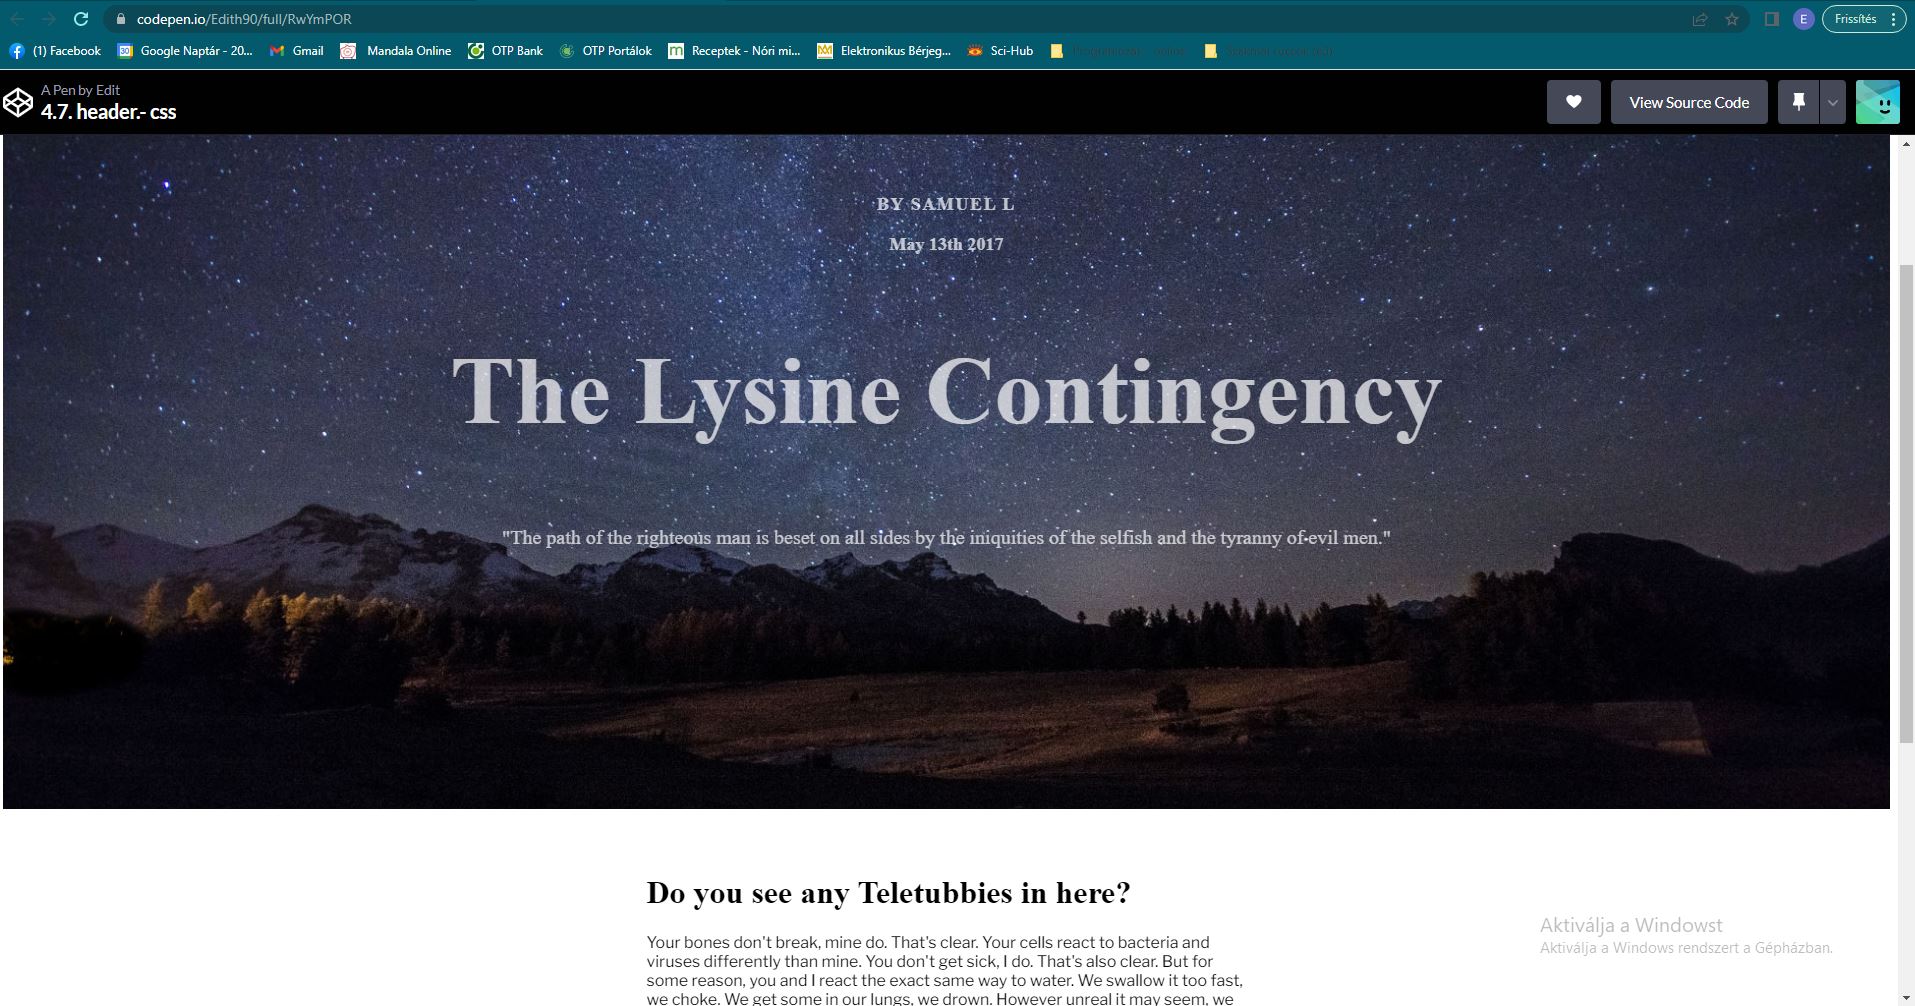 codepen.io/Edith90/full/RwYmPOR
E
Frissítés
(1) Facebook
Google Naptár - 20...
Gmail
Mandala Online
OTP Bank
OTP Portálok
Receptek - Nóri mi...
Elektronikus Bérjeg...
Sci-Hub
A Pen by Edit
4.7. header.- css
View Source Code
BY SAMUEL L
May 13th 2017
The Lysine Contingency
"The path of the righteous man is beset on all sides by the iniquities of the selfish and the tyranny of evil men."
Do you see any Teletubbies in here?
Your bones don't break, mine do. That's clear. Your cells react to bacteria and
viruses differently than mine. You don't get sick, I do. That's also clear. But for
some reason, you and I react the exact same way to water. We swallow it too fast,
we choke. We get some in our lungs, we drown. However unreal it may seem, we
Aktiválja a Windowst
Aktiválja a Windows rendszert a Gépházban.